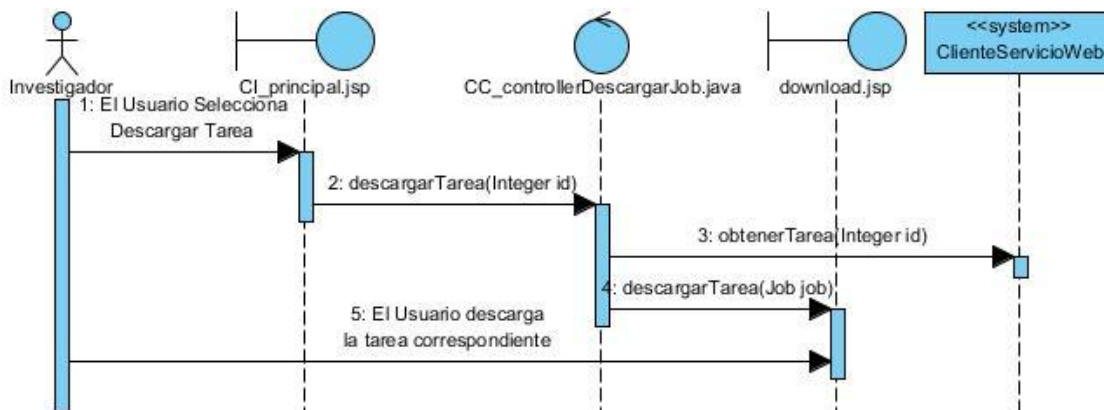 <<system>>
ClienteServicioWeb
Investigador
CI_principal.jsp
CC_controllerDescargarJob.java
download.jsp
1: El Usuario Selecciona
Descargar Tarea
2: descargarTarea(Integer id)
3: obtenerTarea(Integer id)
4: descargarTarea(Job job)
5: El Usuario descarga
la tarea correspondiente